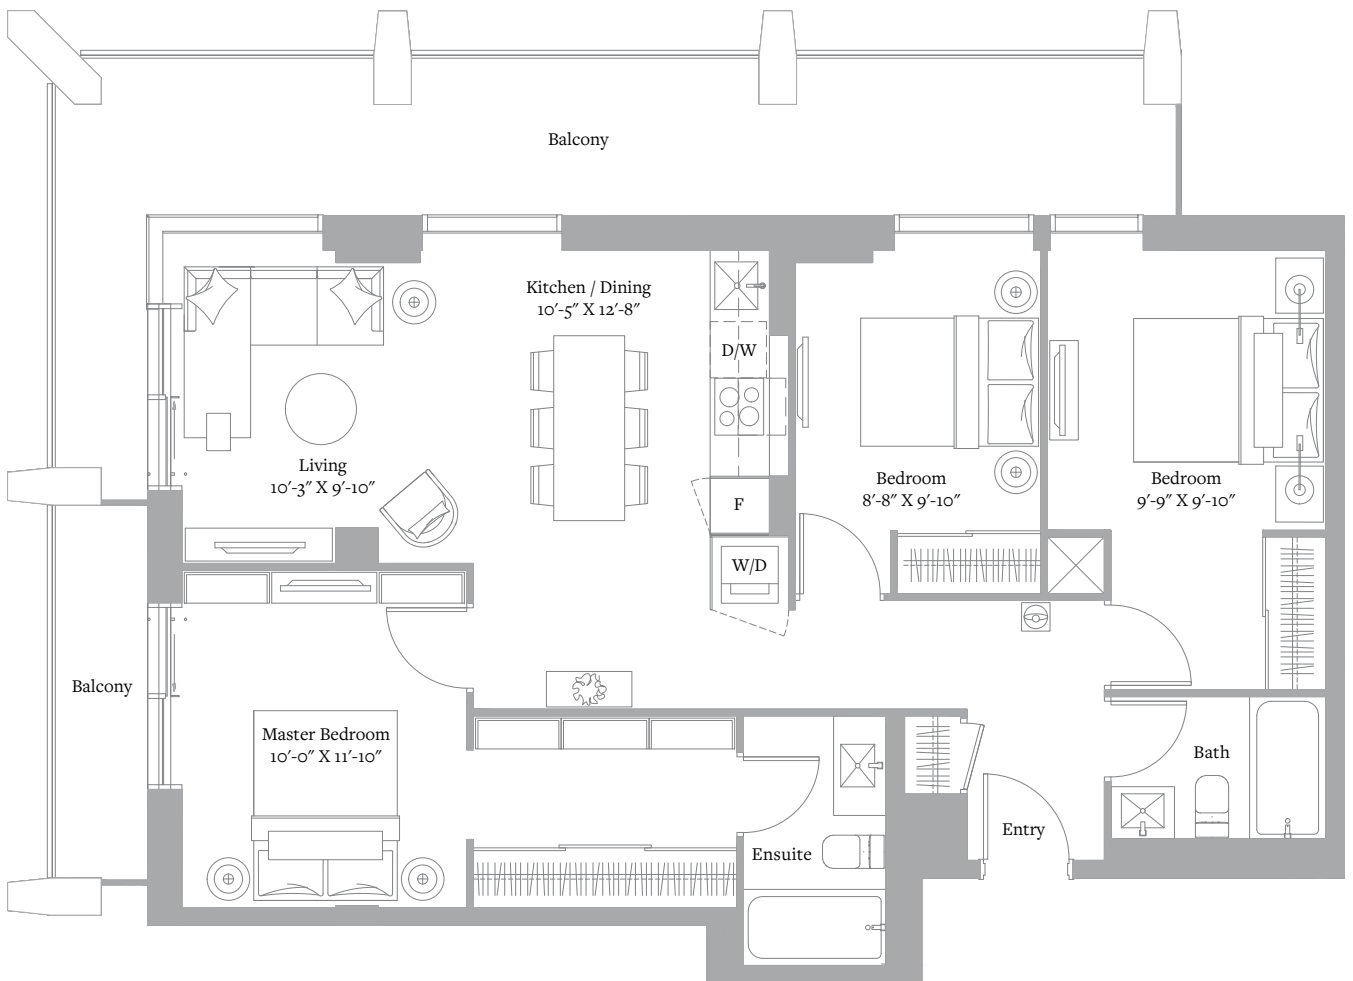 Balcony
Kitchen / Dining
10′-5″ X 12′-8″
D/W
Living
10′-3″ X 9′-10″
Bedroom
8′-8″ X 9′-10″
Bedroom
9′-9″ X 9′-10″
F
W/D
Balcony
Master Bedroom
10′-0″ X 11′-10″
Bath
Entry
Ensuite